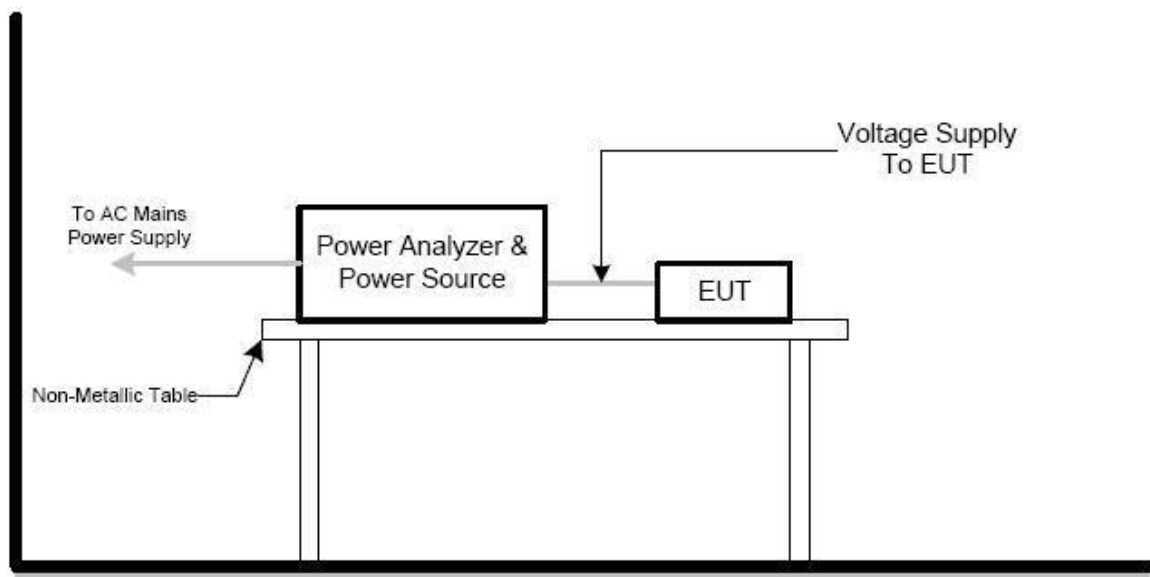 Voltage Supply
To EUT
To AC Mains
Power Supply
Power Analyzer &
Power Source
EUT
Non-Metallic Table